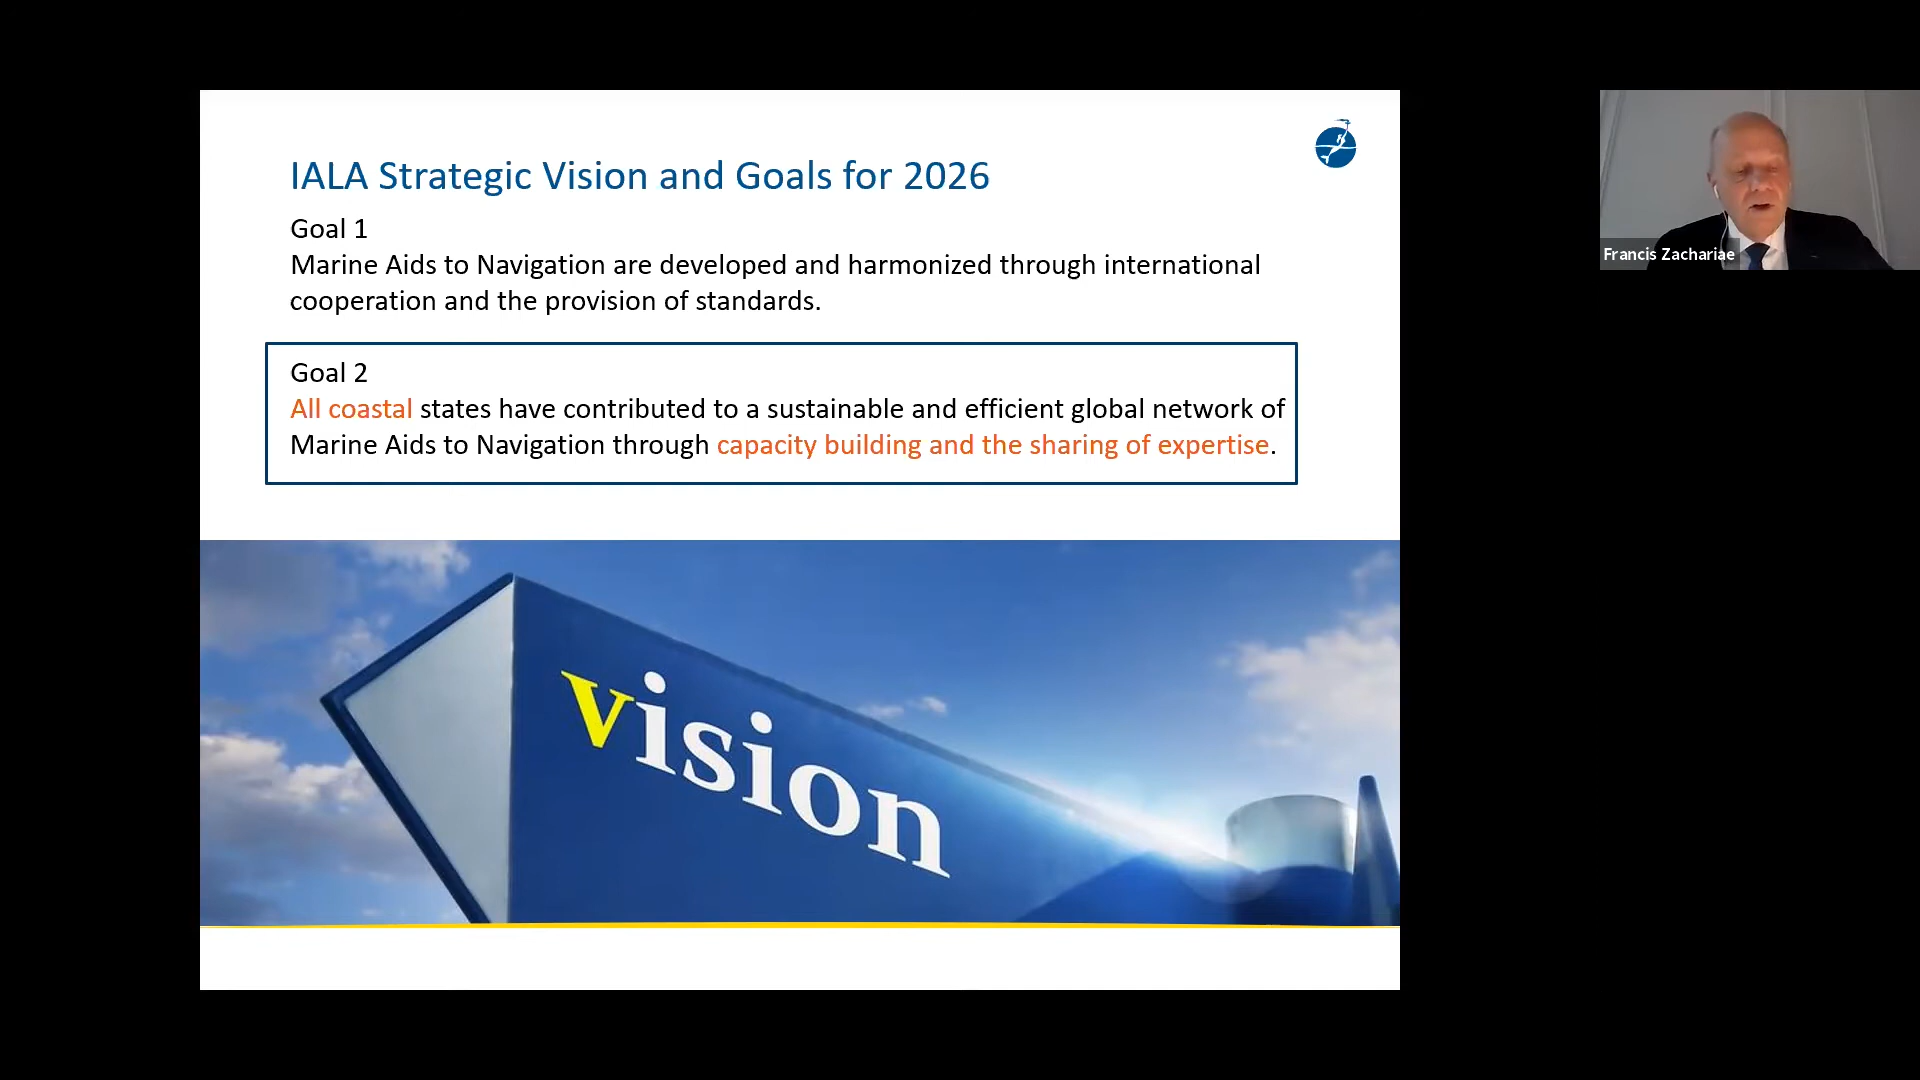 IALA Strategic Vision and Goals for 2026
Goal 1
Marine Aids to Navigation are developed and harmonized through international
cooperation and the provision of standards.
Goal 2
All coastal states have contributed to a sustainable and efficient global network of
Marine Aids to Navigation through capacity building and the sharing of expertise.
vision
Francis Zachariae